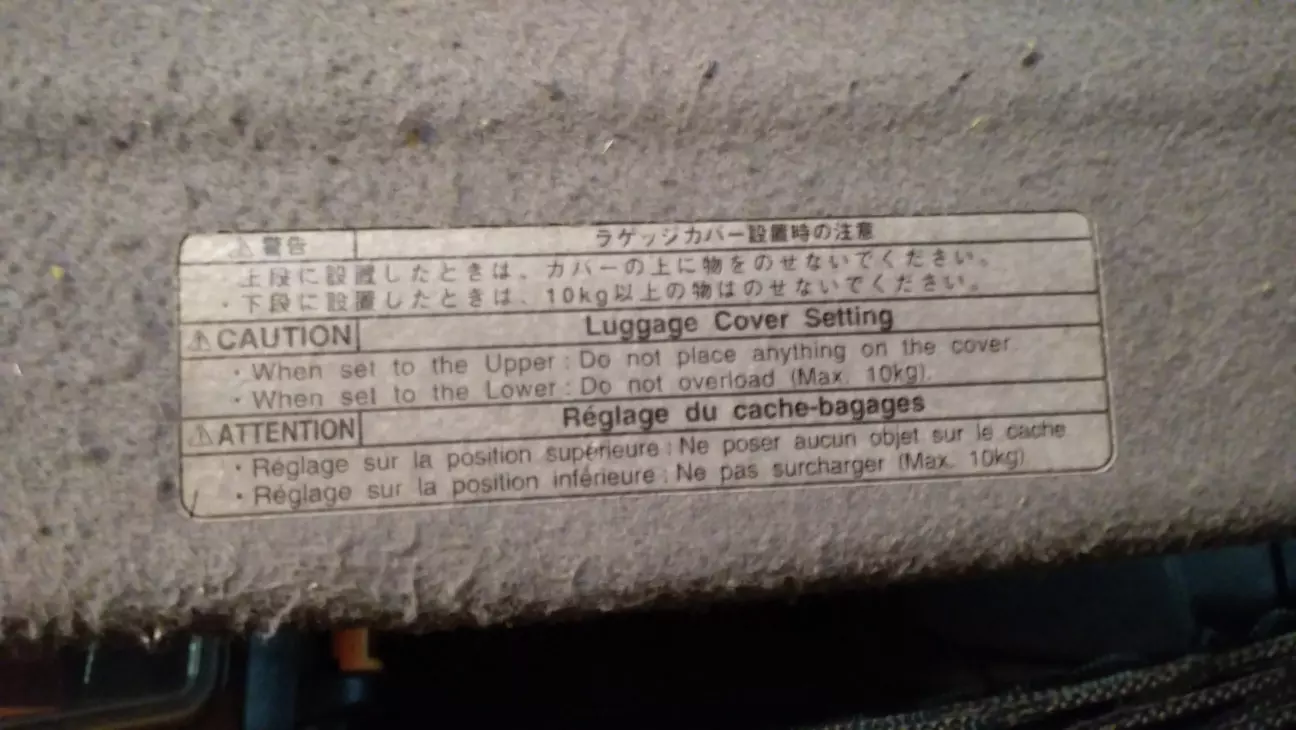 ⚠警告 ラゲッジカバー設置時の注意
・上段に設置したときは、カバーの上に物をのせないでください。
・下段に設置したときは、10kg以上の物はのせないでください。
⚠CAUTION Luggage Cover Setting
・When set to the Upper : Do not place anything on the cover.
・When set to the Lower : Do not overload (Max. 10kg).
⚠ATTENTION Réglage du cache-bagages
・Réglage sur la position supérieure : Ne poser aucun objet sur le cache
・Réglage sur la position inférieure : Ne pas surcharger (Max. 10kg)